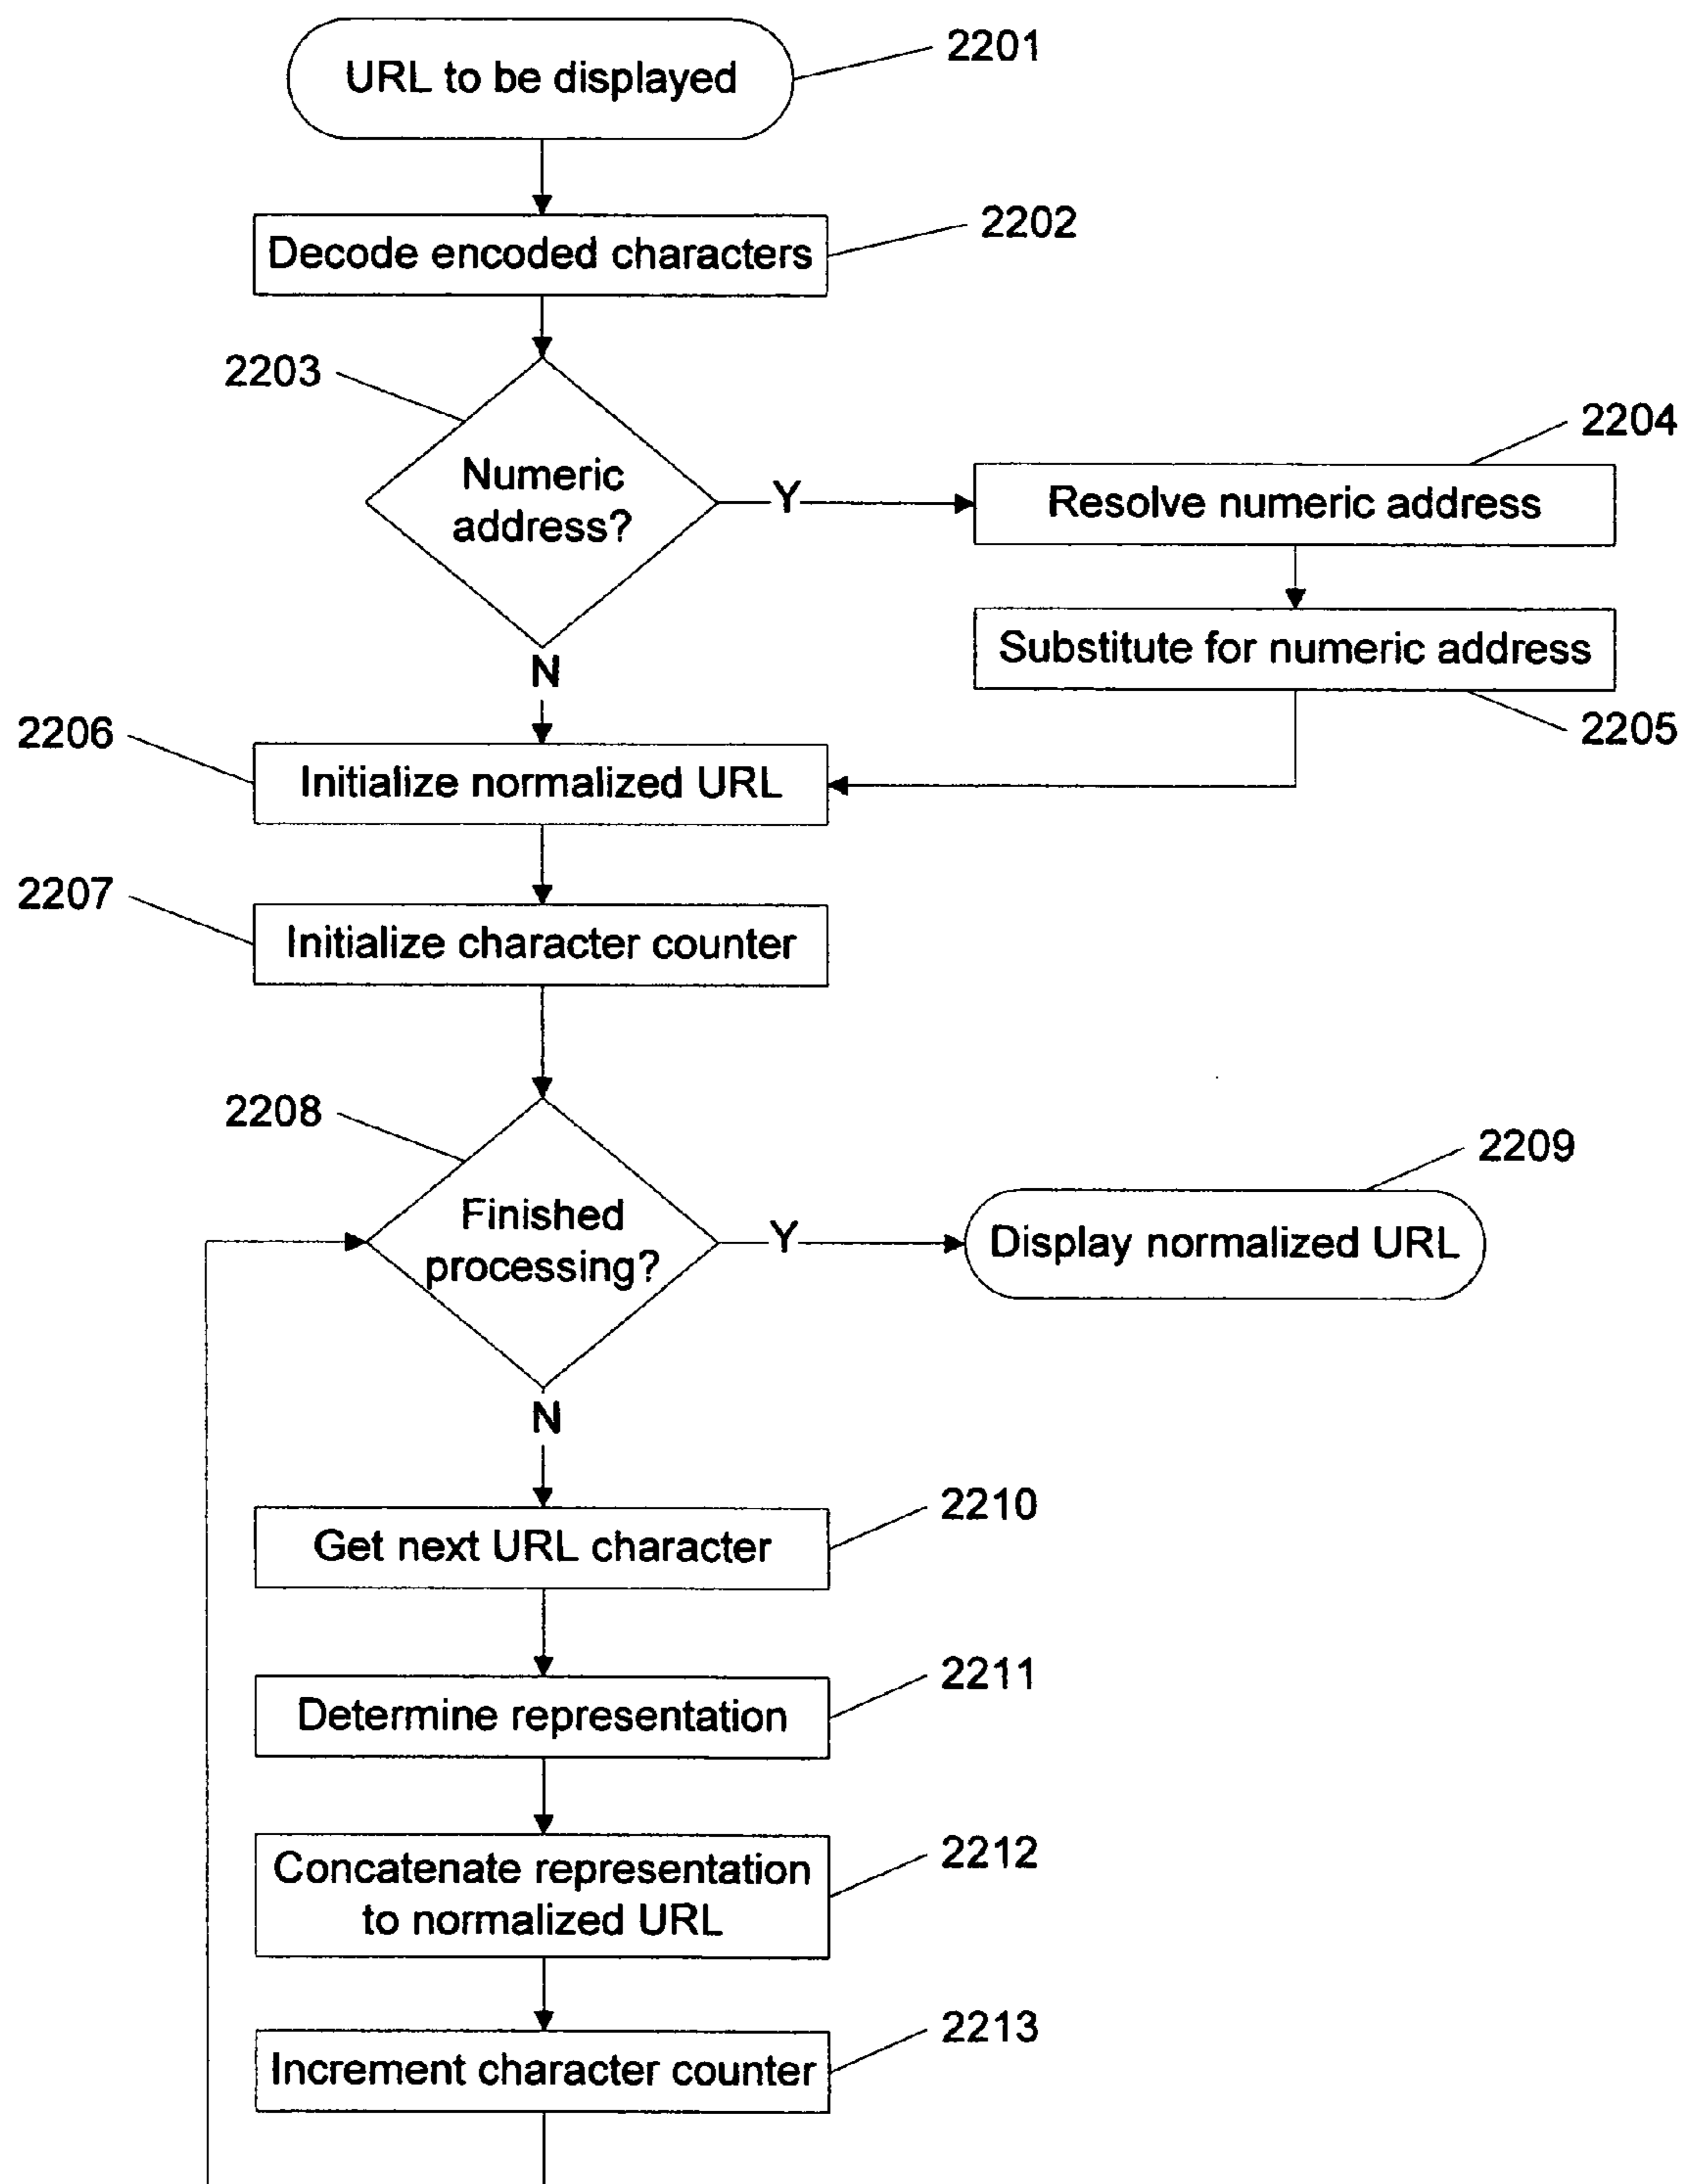 URL to be displayed
2201
Decode encoded characters
2202
2203
Numeric
address?
Y
2204
Resolve numeric address
Substitute for numeric address
2205
N
2206
Initialize normalized URL
2207
Initialize character counter
2208
Finished
processing?
Y
2209
Display normalized URL
N
2210
Get next URL character
2211
Determine representation
2212
Concatenate representation
to normalized URL
2213
Increment character counter